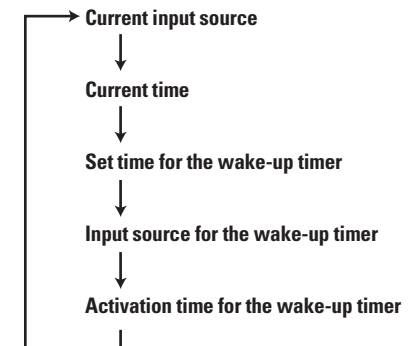 Current input source
Current time
Set time for the wake-up timer
Input source for the wake-up timer
Activation time for the wake-up timer